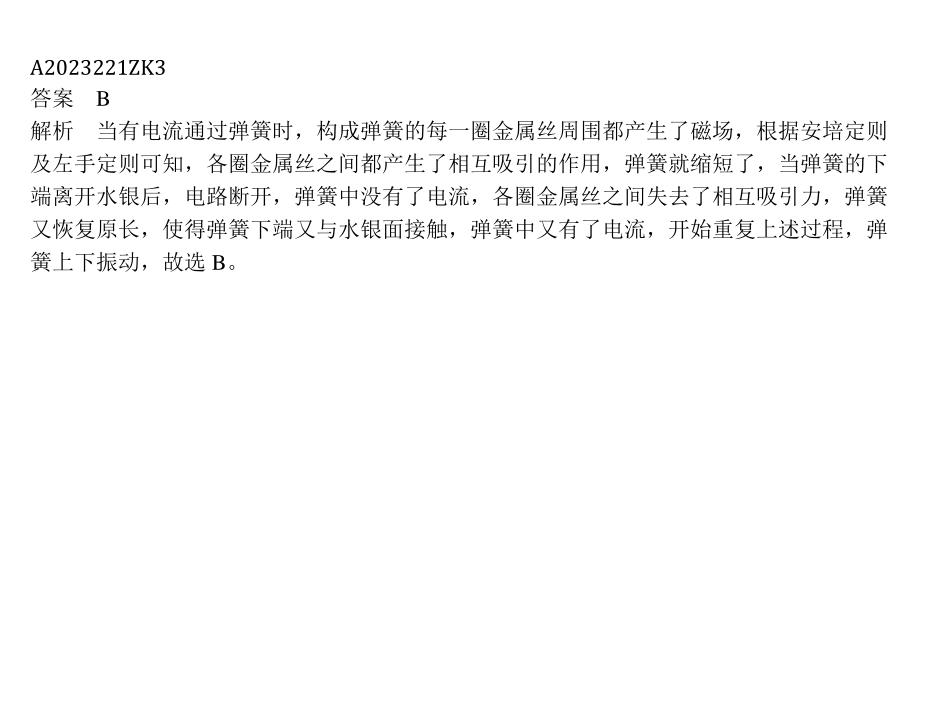 A2023221ZK3
答案　B
解析　当有电流通过弹簧时，构成弹簧的每一圈金属丝周围都产生了磁场，根据安培定则
及左手定则可知，各圈金属丝之间都产生了相互吸引的作用，弹簧就缩短了，当弹簧的下
端离开水银后，电路断开，弹簧中没有了电流，各圈金属丝之间失去了相互吸引力，弹簧
又恢复原长，使得弹簧下端又与水银面接触，弹簧中又有了电流，开始重复上述过程，弹
簧上下振动，故选 B。